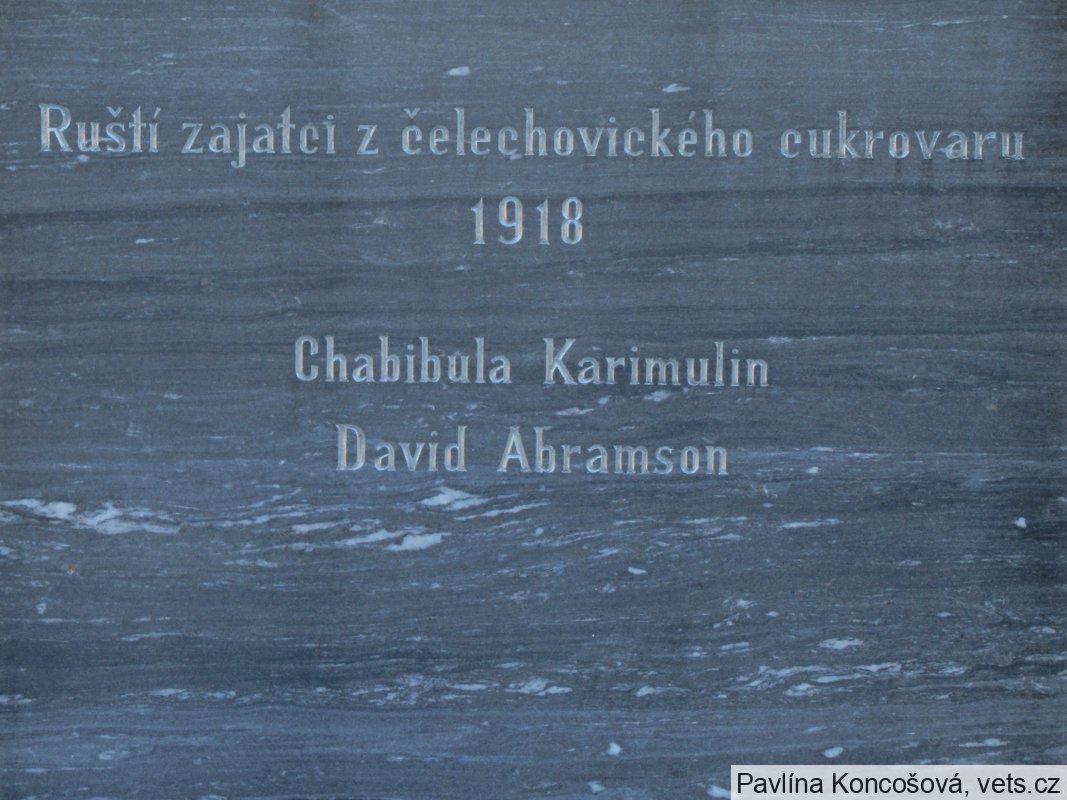 Ruští zajatci z čelechovického cukrovaru
1918
Chabibula Karimulin
David Abramson
Pavlína Koncošová, vets.cz